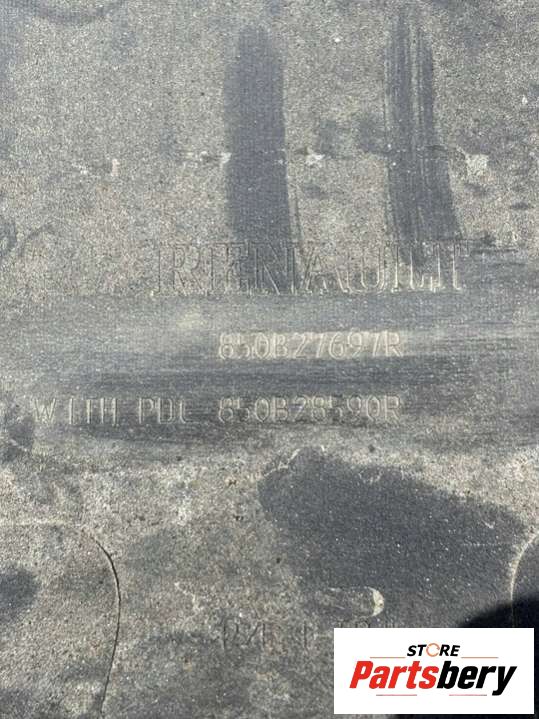 RENAULT
850B27697R
WITH PDC 850B28590R
STORE
Partsbery